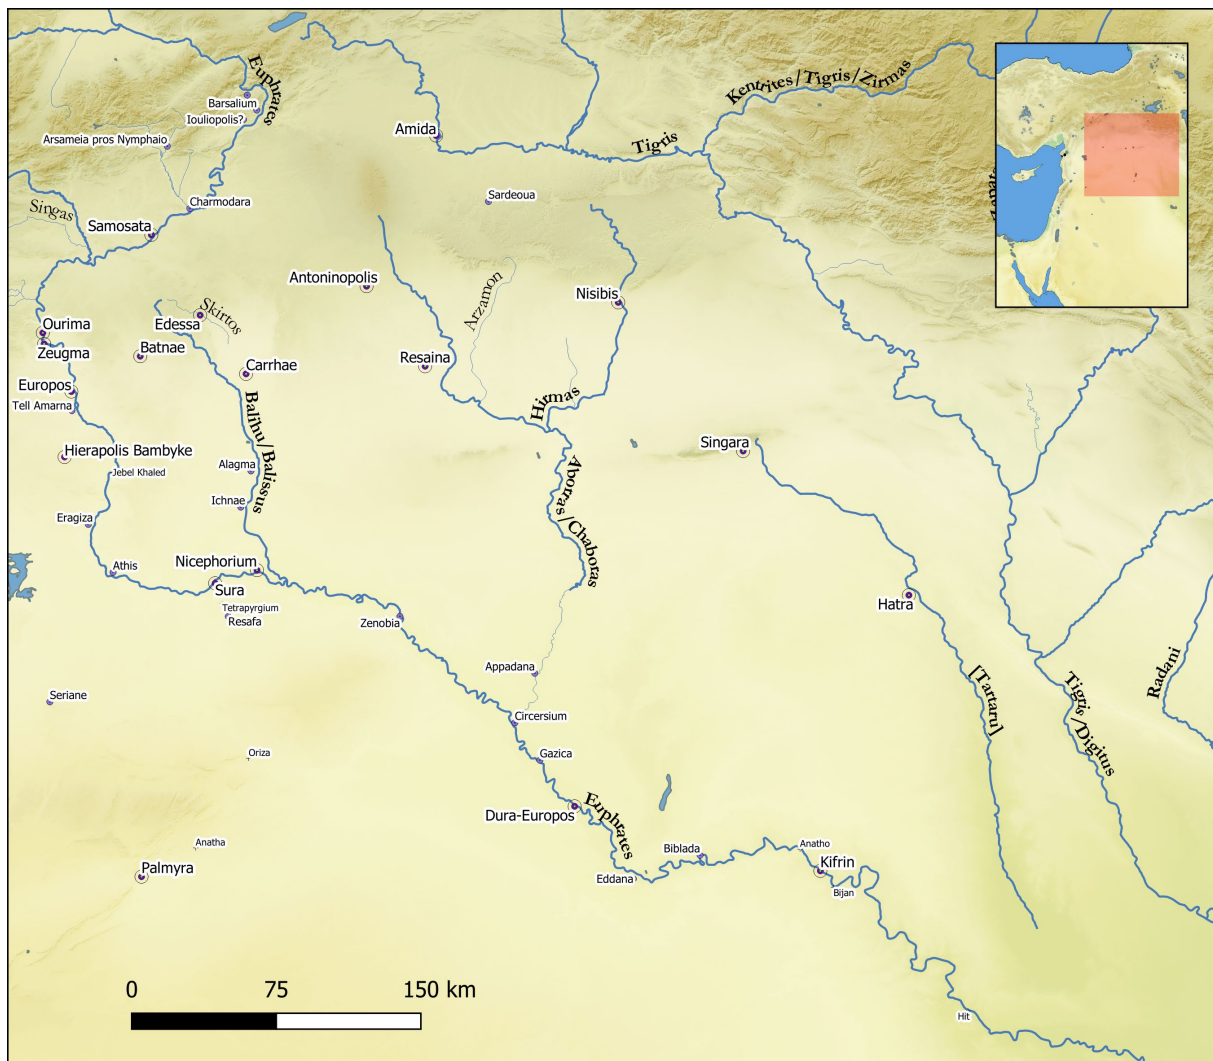 Euphrates
Kentrites/Tigris/Zirmas
Barsalium
Iouliopolis?
Amida
Arsameia pros Nymphaio
Tigris
Sardeoua
Charmodara
Singas
Samosata
Antoninopolis
Arzamon
Nisibis
Skirtos
Edessa
Ourima
Zeugma
Batnae
Resaina
Carrhae
Europos
Tell Amarna
Hirmas
Balihu/Balissus
Singara
Hierapolis Bambyke
Alagma
Jebel Khaled
Aborras/Chaboras
Ichnae
Eragiza
Nicephorium
Athis
Sura
Hatra
Tetrapyrgium
Resafa
Zenobia
Radani
Appadana
[Tartaru]
Tigris/Digitus
Seriane
Circersium
Oriza
Gazica
Dura-Europos
Euphrates
Anatha
Biblada
Anatho
Kifrin
Palmyra
Eddana
Bijan
0 75 150 km
Hit